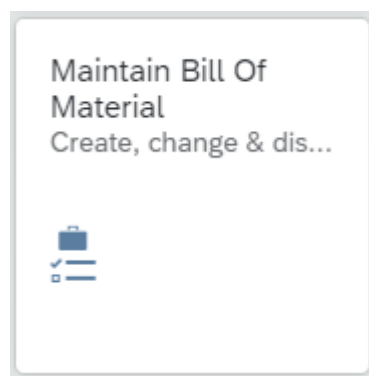 Maintain Bill Of
Material
Create, change & dis...